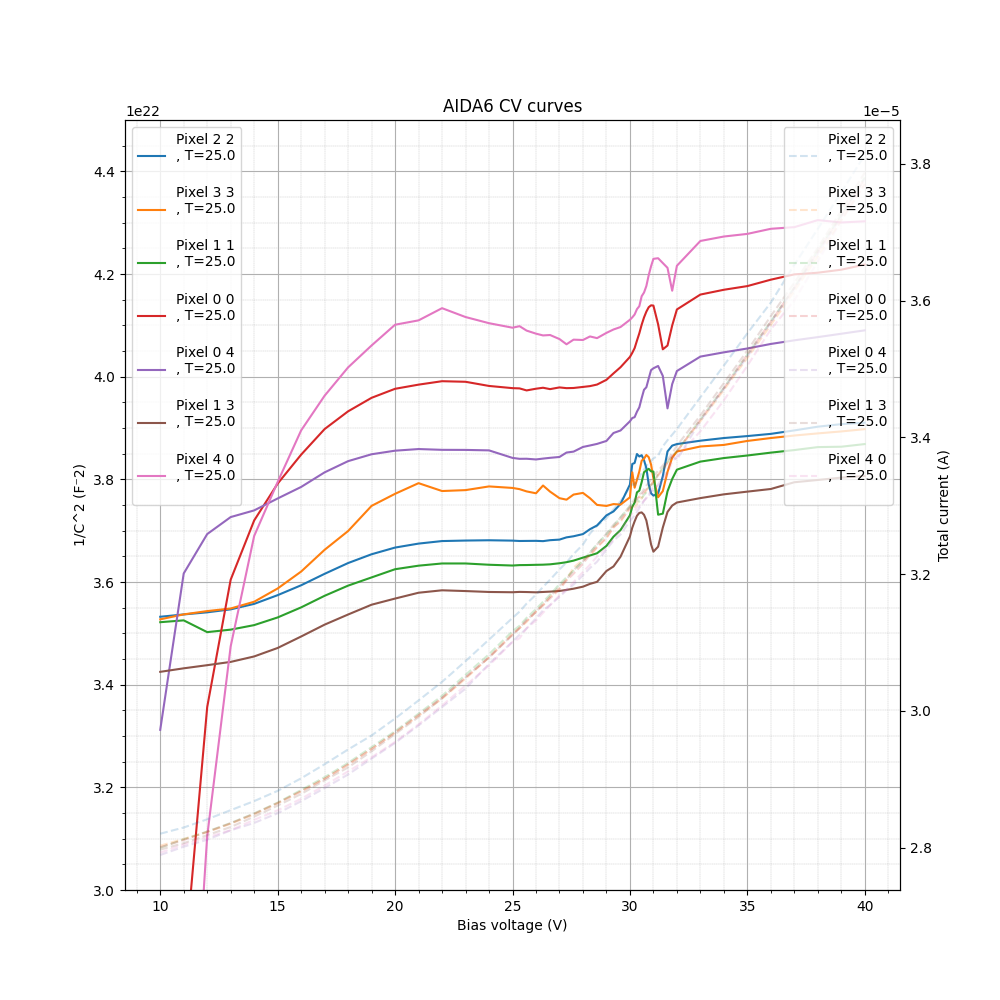 AIDA6 CV curves
1e22
1e−5
Pixel 2 2
, T=25.0
Pixel 3 3
, T=25.0
Pixel 1 1
, T=25.0
Pixel 0 0
, T=25.0
Pixel 0 4
, T=25.0
Pixel 1 3
, T=25.0
Pixel 4 0
, T=25.0
Pixel 2 2
, T=25.0
Pixel 3 3
, T=25.0
Pixel 1 1
, T=25.0
Pixel 0 0
, T=25.0
Pixel 0 4
, T=25.0
Pixel 1 3
, T=25.0
Pixel 4 0
, T=25.0
4.4
4.2
4.0
3.8
3.6
3.4
3.2
3.0
1/C^2 (F⁻2)
3.8
3.6
3.4
3.2
3.0
2.8
Total current (A)
10 15 20 25 30 35 40
Bias voltage (V)